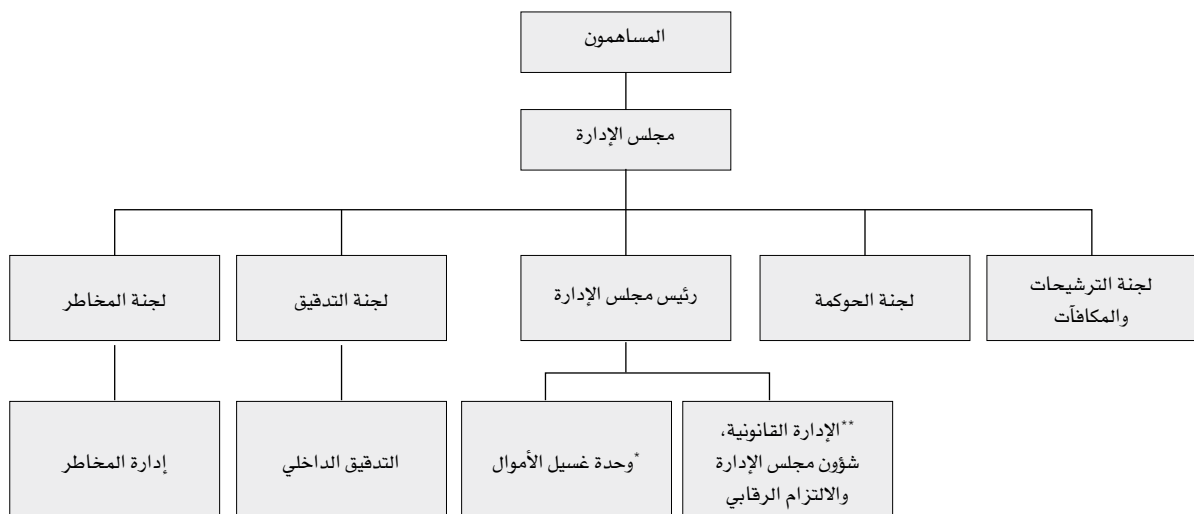 المساهمون
مجلس الإدارة
لجنة الترشيحات
والمكافآت
لجنة الحوكمة
رئيس مجلس الإدارة
لجنة التدقيق
لجنة المخاطر
**الإدارة القانونية،
شؤون مجلس الإدارة
والالتزام الرقابي
*وحدة غسيل الأموال
التدقيق الداخلي
إدارة المخاطر